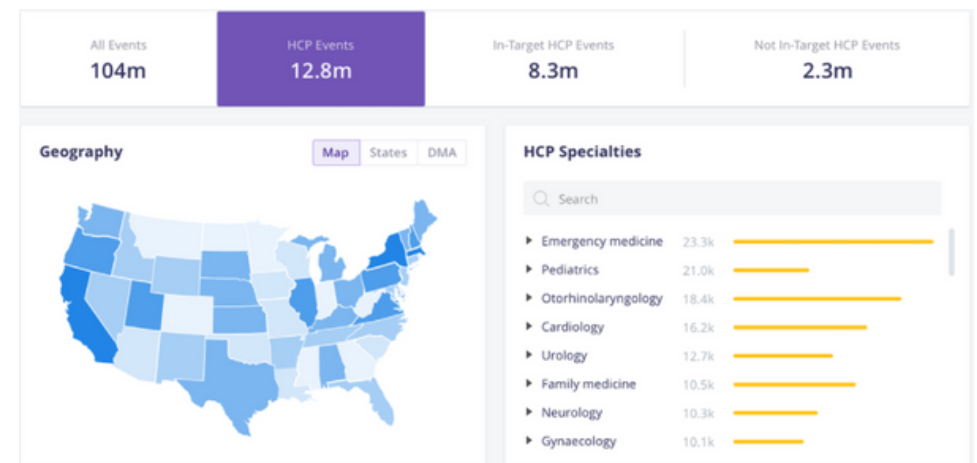 All Events
104m
HCP Events
12.8m
In-Target HCP Events
8.3m
Not In-Target HCP Events
2.3m
Geography
Map States DMA
HCP Specialties
Search
Emergency medicine 23.3k
Pediatrics 21.0k
Otorhinolaryngology 18.4k
Cardiology 16.2k
Urology 12.7k
Family medicine 10.5k
Neurology 10.3k
Gynaecology 10.1k